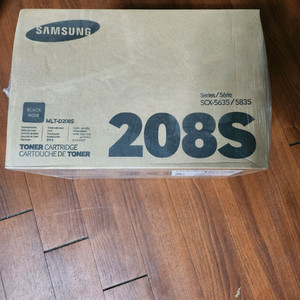 SAMSUNG
Series/Série
SCX-5635/5835
BLACK
NOIR
MLT-D208S
208S
TONER CARTRIDGE
CARTOUCHE DE TONER